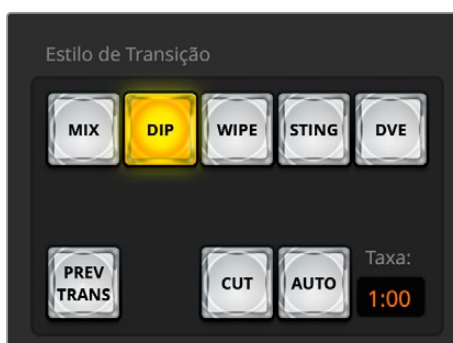 Estilo de Transição
MIX DIP WIPE STING DVE
Taxa:
PREV
TRANS
CUT AUTO
1:00